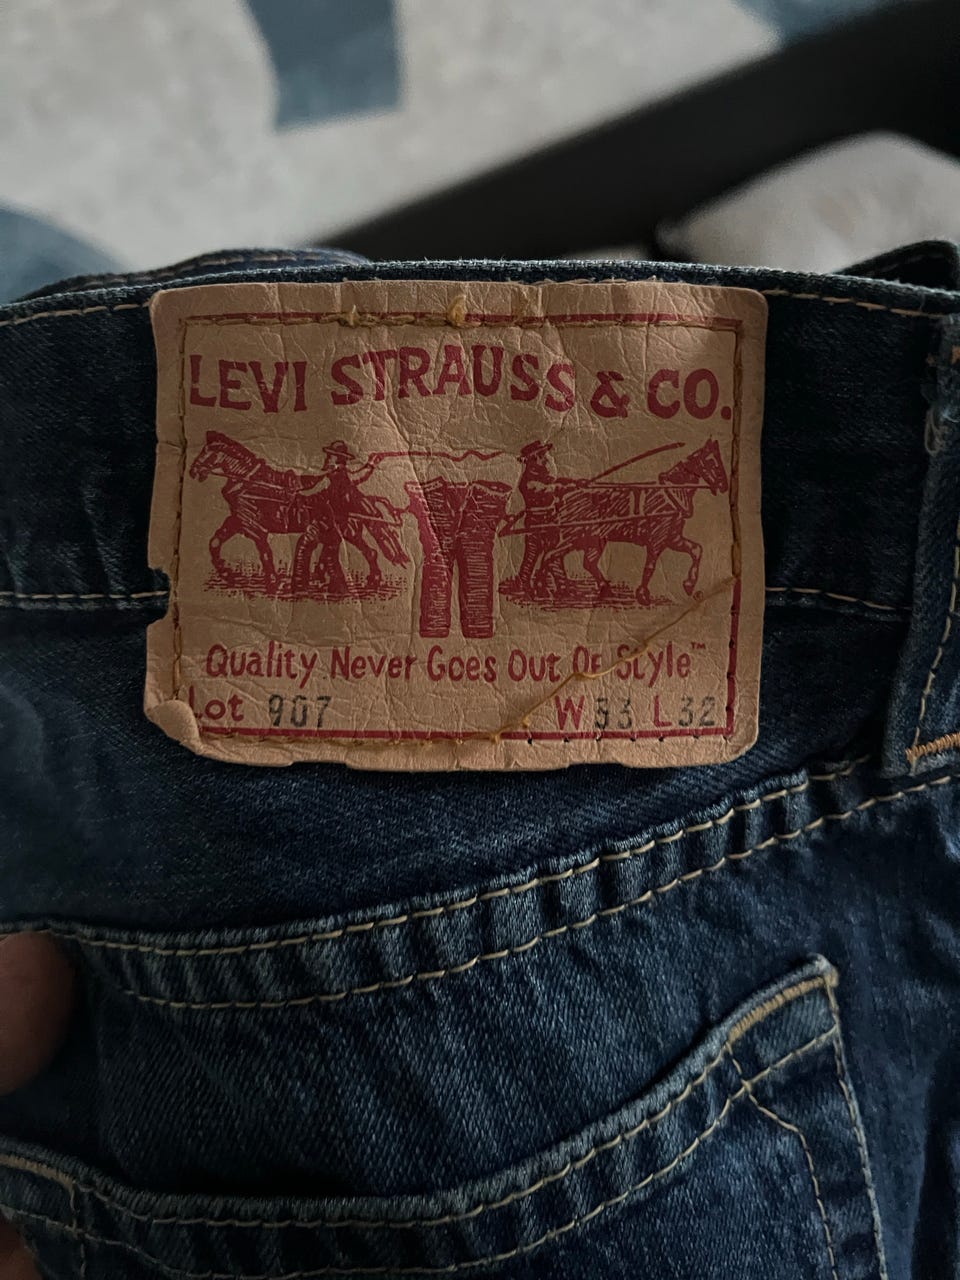 LEVI STRAUSS & CO.
Quality Never Goes Out Of Style™
Lot 907 W33 L32